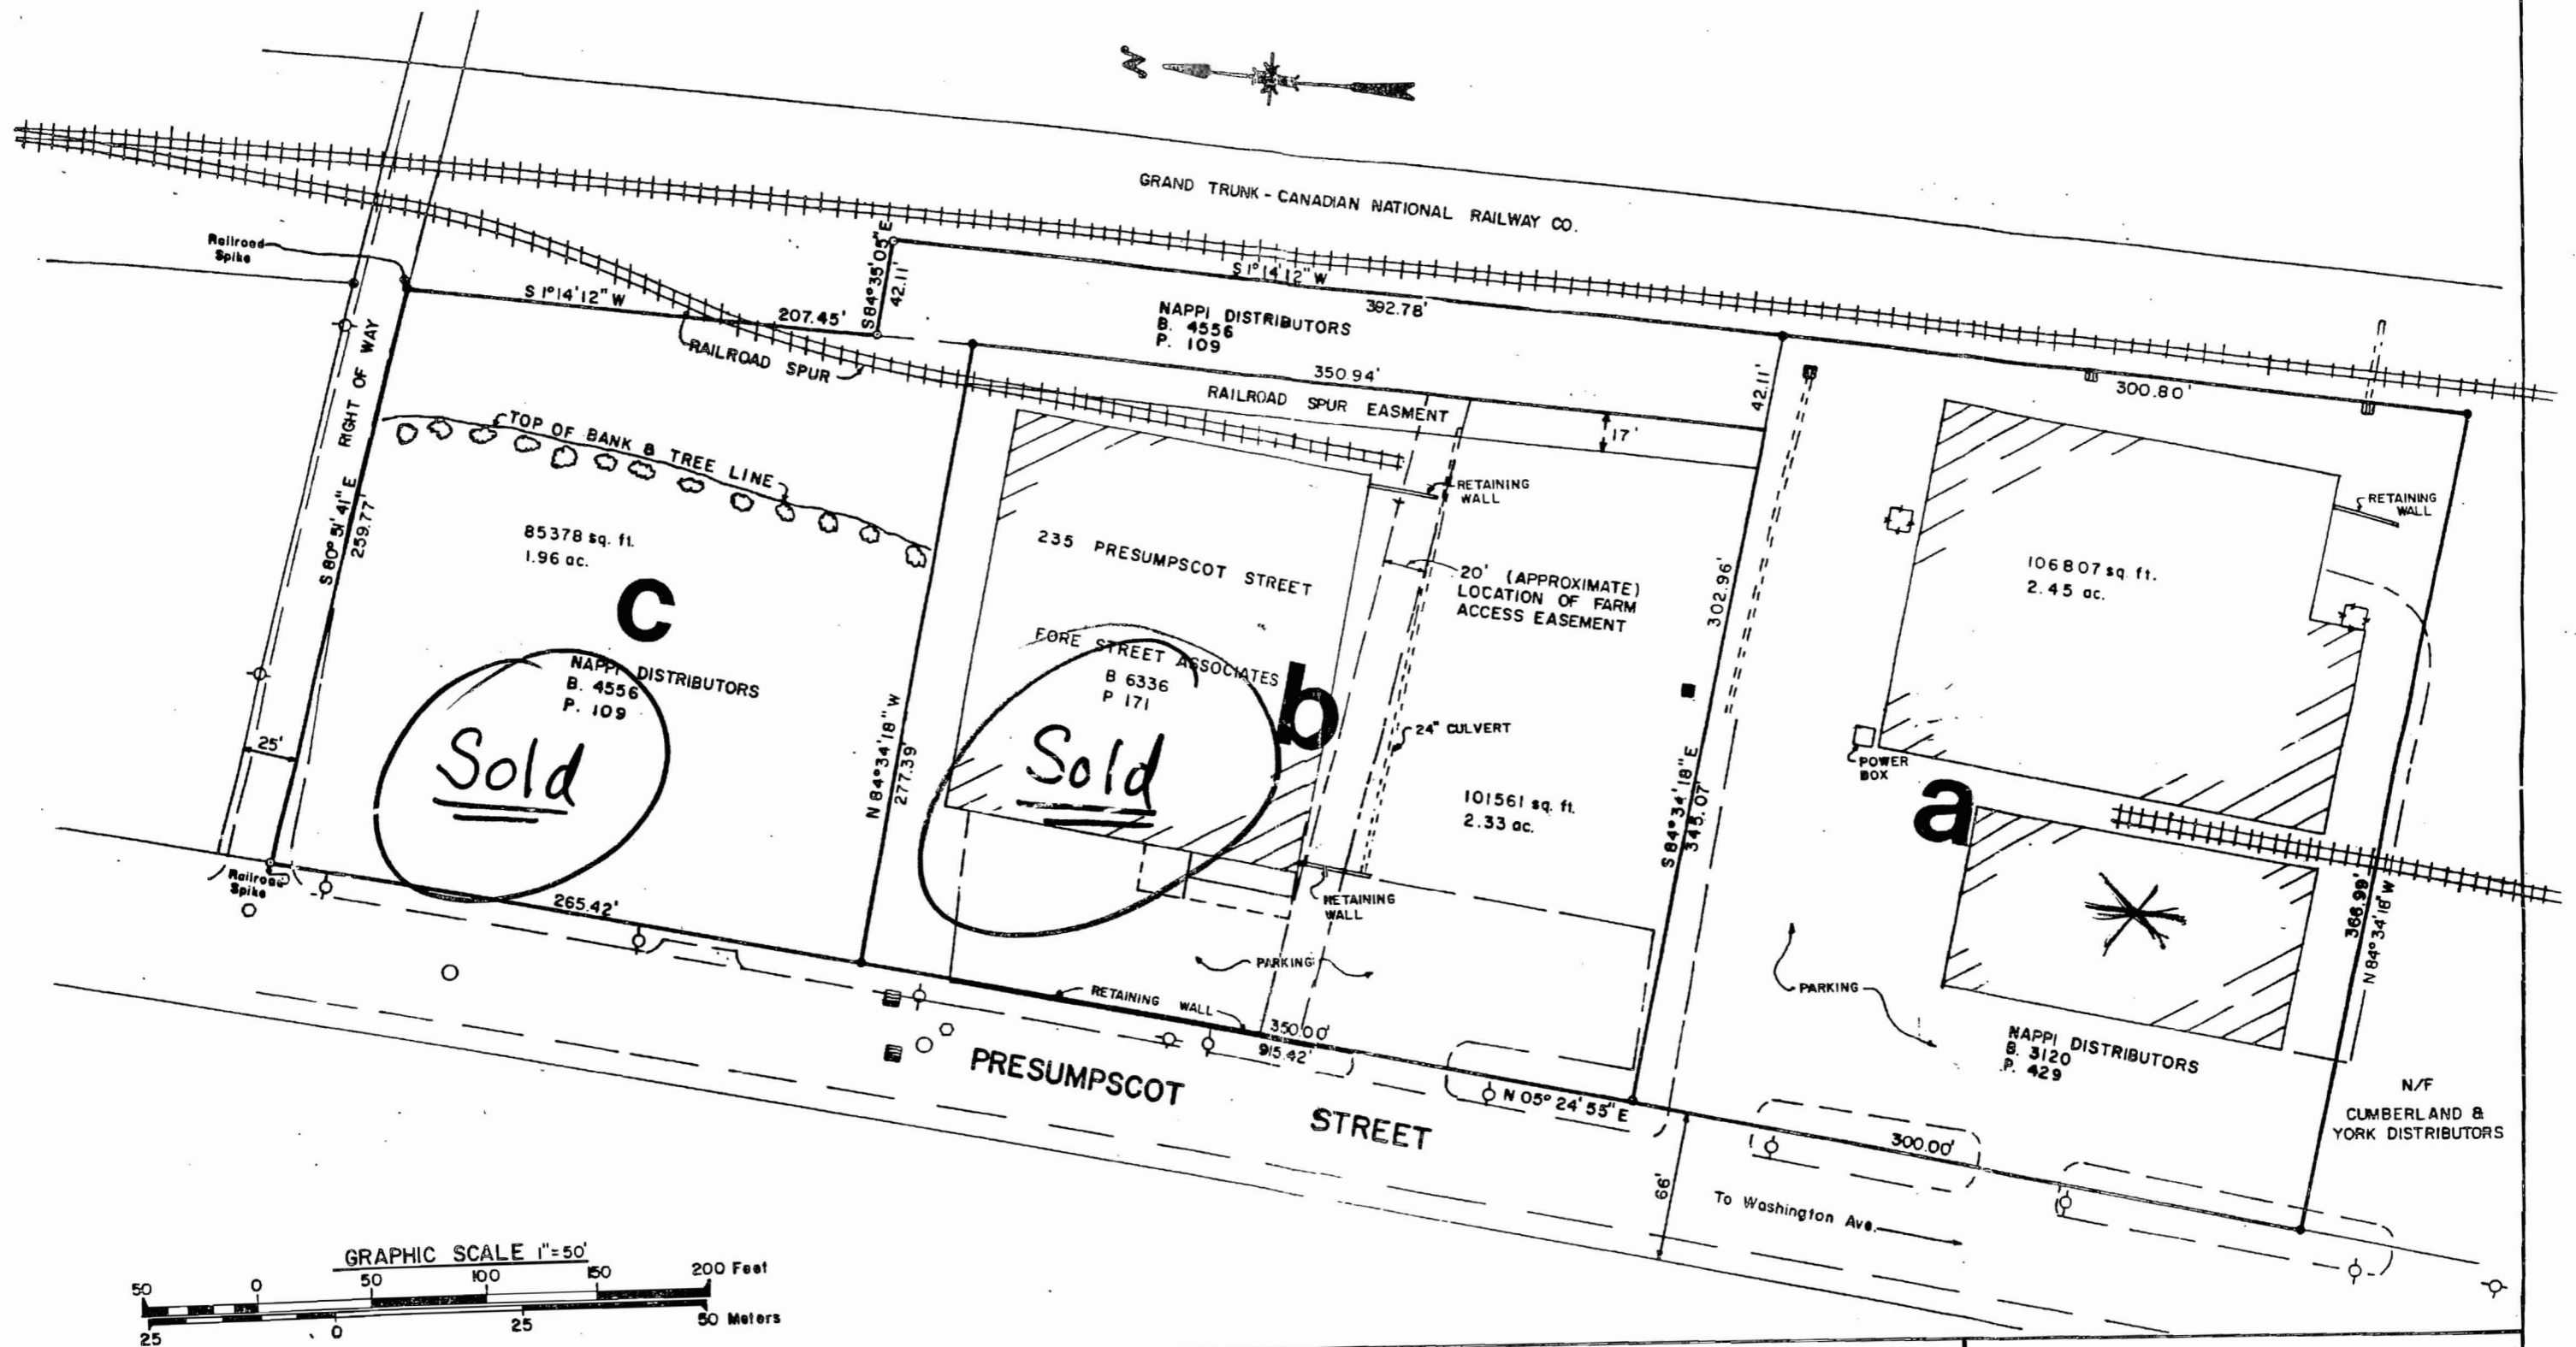 N
GRAND TRUNK - CANADIAN NATIONAL RAILWAY CO.
Railroad
Spike
S 1°14'12" W
207.45'
S 84°35'05" E
42.11'
S 1°14'12" W
392.78'
NAPPI DISTRIBUTORS
B. 4556
P. 109
350.94'
RAILROAD SPUR EASMENT
17'
42.11'
300.80'
RAILROAD SPUR
RIGHT OF WAY
S 80° 51' 41" E
259.77'
TOP OF BANK & TREE LINE
85378 sq. ft.
1.96 ac.
c
NAPPI DISTRIBUTORS
B. 4556
P. 109
Sold
25'
Railroad
Spike
265.42'
N 84°34'18" W
277.39'
235 PRESUMPSCOT STREET
FORE STREET ASSOCIATES
B 6336
P 171
b
Sold
RETAINING
WALL
20' (APPROXIMATE)
LOCATION OF FARM
ACCESS EASEMENT
24" CULVERT
101561 sq. ft.
2.33 ac.
302.96'
S 84°34'18" E
345.07'
RETAINING
WALL
PARKING
RETAINING WALL
350.00'
915.42'
N 05° 24' 55" E
RETAINING
WALL
106807 sq. ft.
2.45 ac.
POWER
BOX
a
PARKING
366.99'
N 84°34'18" W
NAPPI DISTRIBUTORS
B. 3120
P. 429
N/F
CUMBERLAND &
YORK DISTRIBUTORS
300.00'
66'
To Washington Ave.
PRESUMPSCOT STREET
GRAPHIC SCALE 1"=50'
50 0 50 100 150 200 Feet
25 0 25 50 Meters